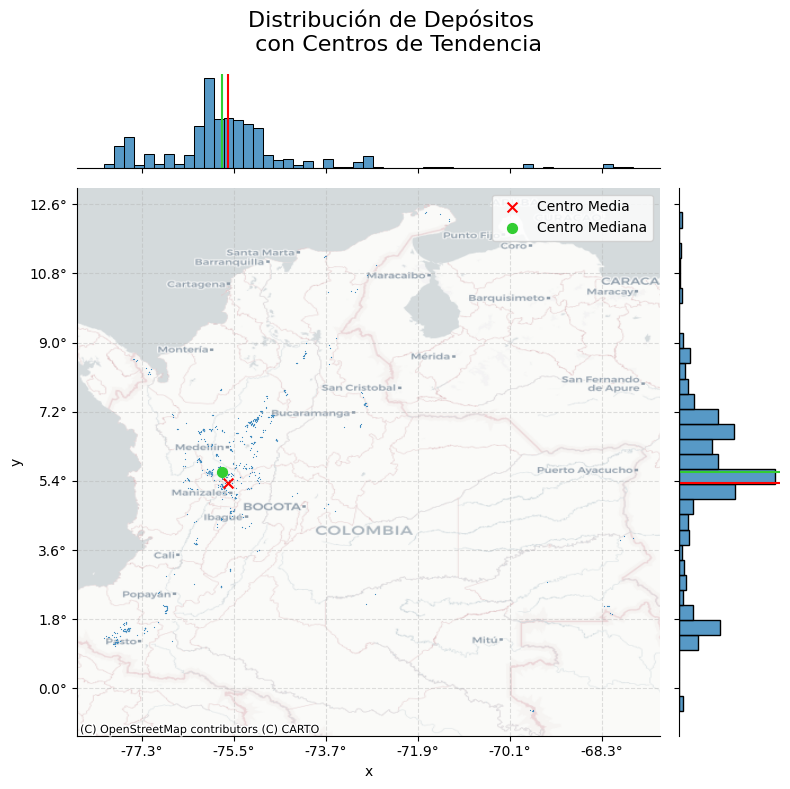 Distribución de Depósitos
con Centros de Tendencia
12.6°
10.8°
9.0°
7.2°
5.4°
3.6°
1.8°
0.0°
y
Centro Media
Centro Mediana
Santa Marta
Barranquilla
Cartagena
Maracaibo
Coro
CARACA
Maracay
Barquisimeto
Montería
Mérida
San Cristobal
San Fernando
de Apure
Bucaramanga
Medellín
Puerto Ayacucho
Manizales
BOGOTA
Ibagué
COLOMBIA
Cali
Popayán
Pasto
Mitú
(C) OpenStreetMap contributors (C) CARTO
-77.3°
-75.5°
-73.7°
-71.9°
-70.1°
-68.3°
x